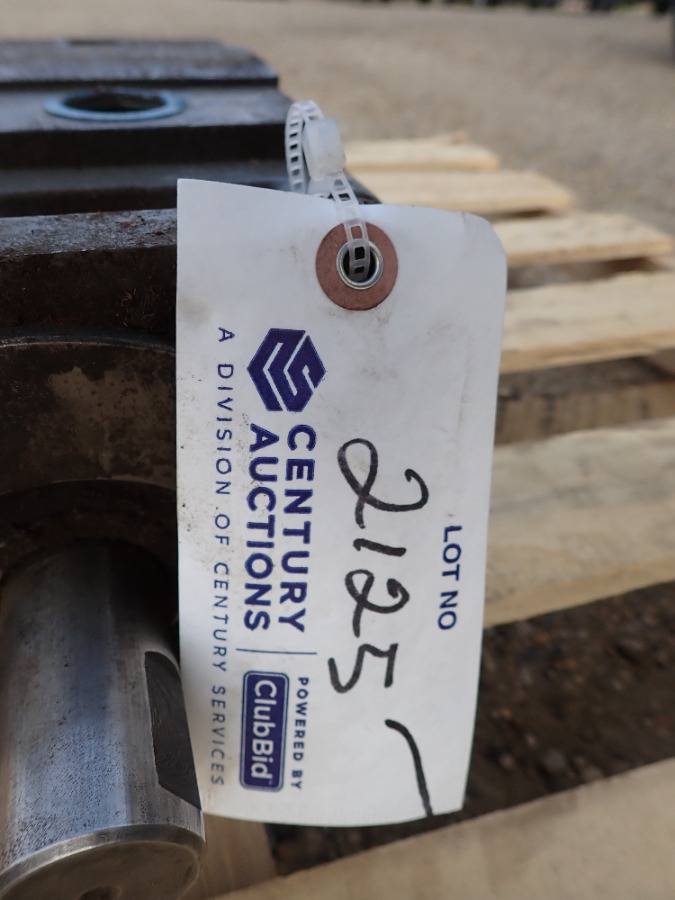 LOT NO
2125
CENTURY
AUCTIONS
A DIVISION OF CENTURY SERVICES
POWERED BY
ClubBid